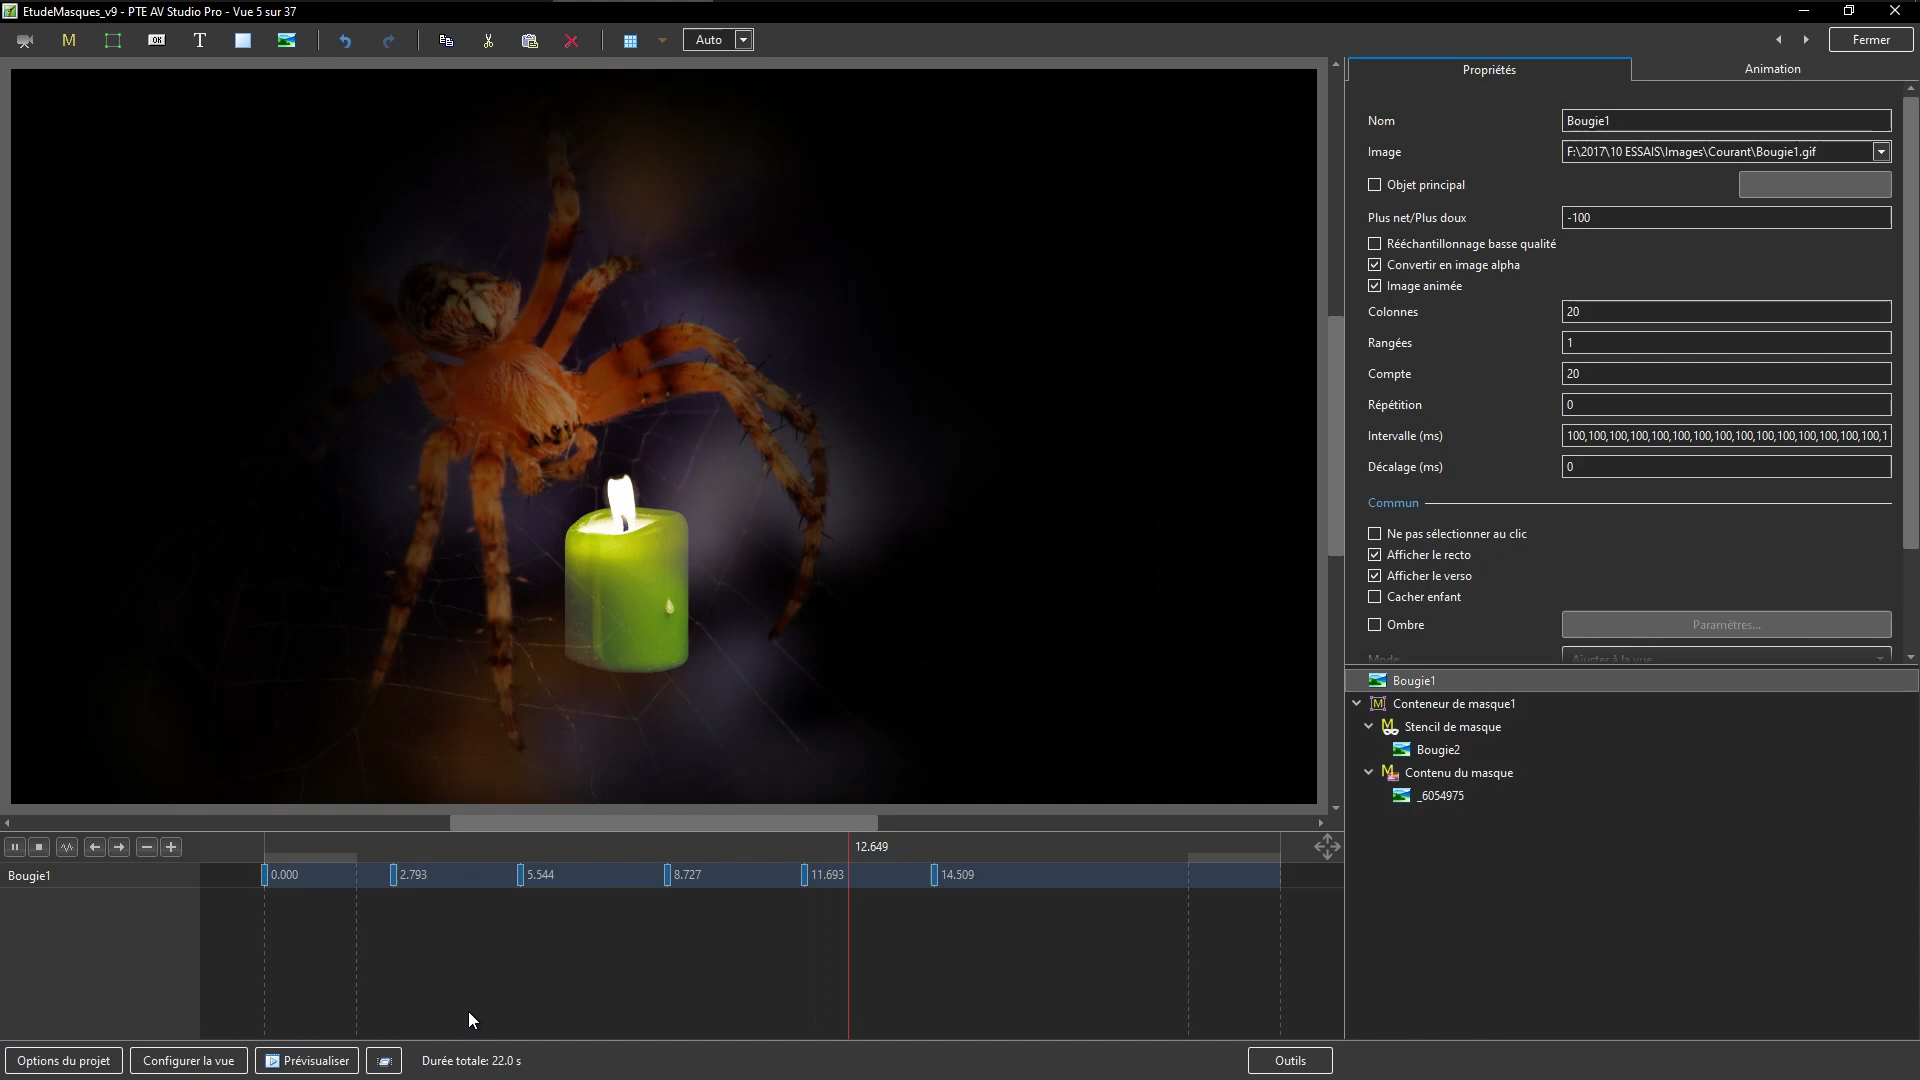 EtudeMasques_v9 - PTE AV Studio Pro - Vue 5 sur 37
M
OK
T
Auto
Fermer
Propriétés
Animation
Nom
Bougie1
Image
F:\2017\10 ESSAIS\Images\Courant\Bougie1.gif
Objet principal
Plus net/Plus doux
-100
Rééchantillonnage basse qualité
Convertir en image alpha
Image animée
Colonnes
20
Rangées
1
Compte
20
Répétition
0
Intervalle (ms)
100,100,100,100,100,100,100,100,100,100,100,100,100,100,100,1
Décalage (ms)
0
Commun
Ne pas sélectionner au clic
Afficher le recto
Afficher le verso
Cacher enfant
Ombre
Paramètres...
Mode
Ajuster à la vue
Bougie1
M Conteneur de masque1
M Stencil de masque
Bougie2
M Contenu du masque
_6054975
12.649
Bougie1
0.000
2.793
5.544
8.727
11.693
14.509
Options du projet
Configurer la vue
Prévisualiser
Durée totale: 22.0 s
Outils